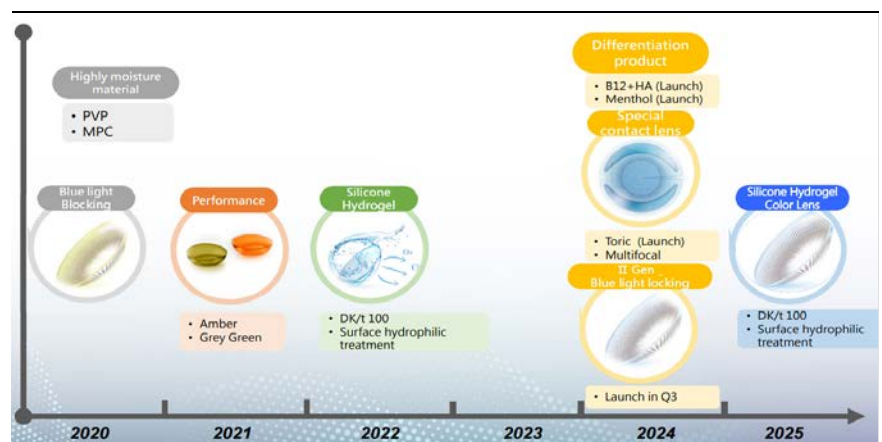 Highly moisture
material
• PVP
• MPC
Blue light
Blocking
Performance
• Amber
• Grey Green
Silicone
Hydrogel
• DK/t 100
• Surface hydrophilic
treatment
Differentiation
product
• B12+HA (Launch)
• Menthol (Launch)
Special
contact lens
• Toric (Launch)
• Multifocal
II Gen
Blue light locking
• Launch in Q3
Silicone Hydrogel
Color Lens
• DK/t 100
• Surface hydrophilic
treatment
2020
2021
2022
2023
2024
2025